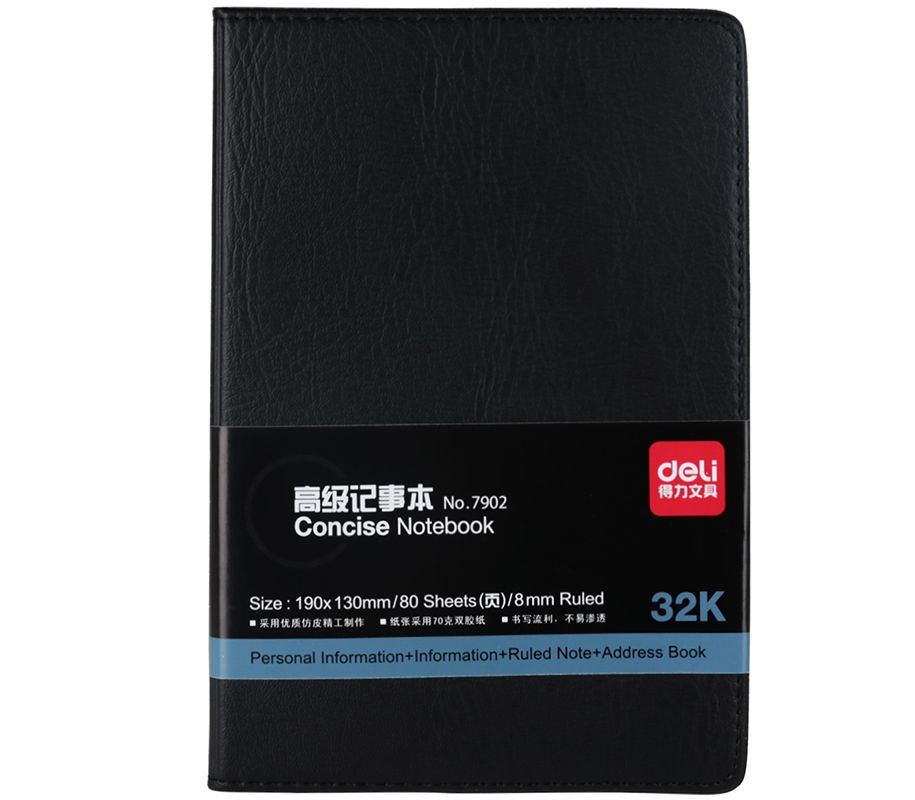 deli
得力文具
高级记事本 No.7902
Concise Notebook
Size : 190x130mm/80 Sheets(页)/8mm Ruled
32K
■ 采用优质仿皮精工制作 ■ 纸张采用70克双胶纸 ■ 书写流利，不易渗透
Personal Information+Information+Ruled Note+Address Book